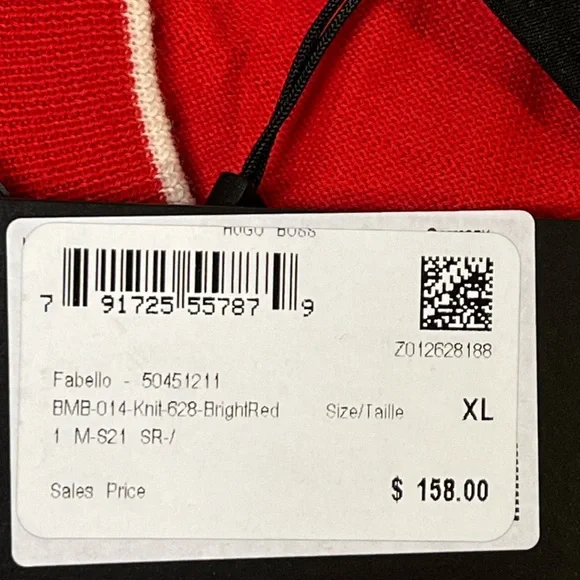 HUGO BOSS
7 91725 55787 9
Z012628188
Fabello - 50451211
BMB-014-Knit-628-BrightRed
Size/Taille XL
1 M-S21 SR-/
Sales Price $ 158.00